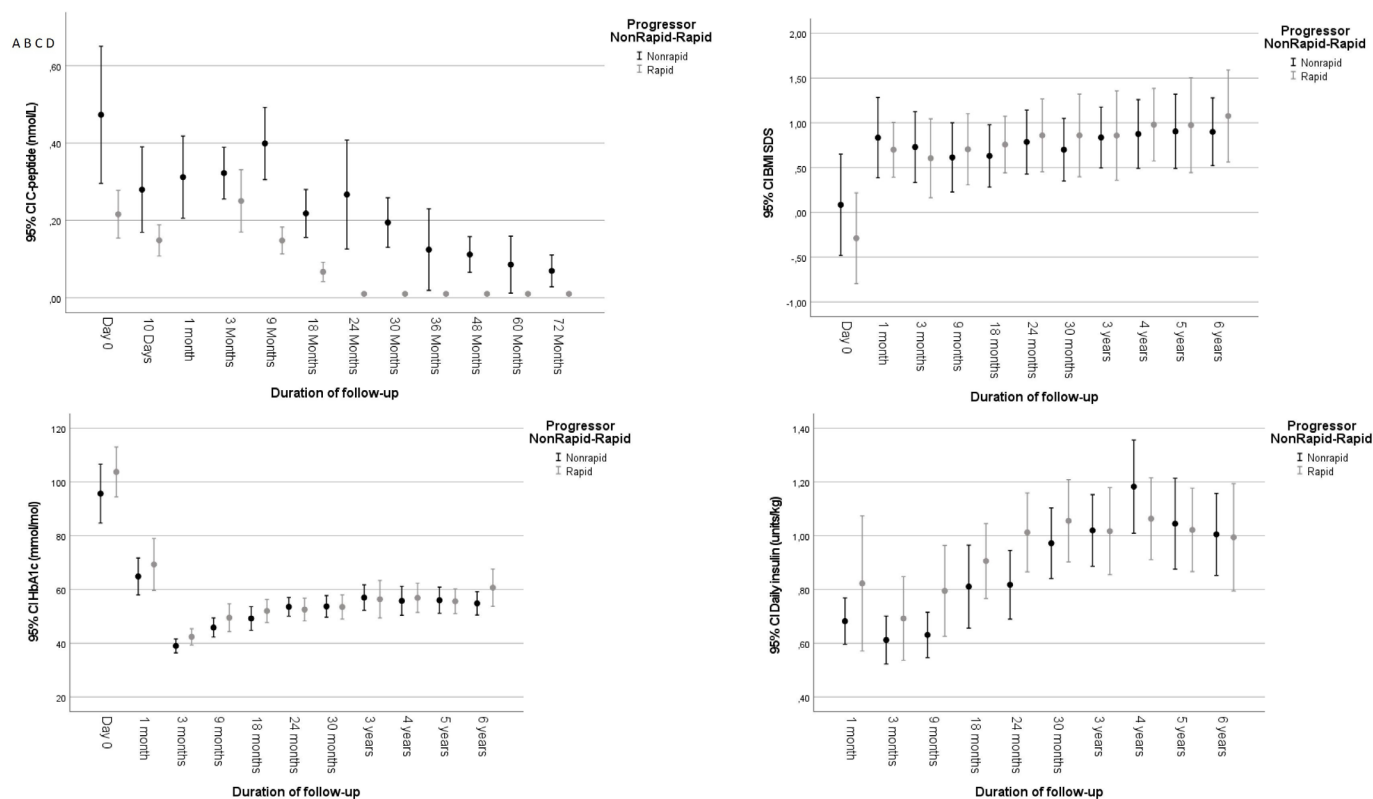 A B C D
Progressor
NonRapid-Rapid
Nonrapid
Rapid
95% CI C-peptide (nmol/L)
,60
,40
,20
,00
Day 0
10 Days
1 month
3 Months
9 Months
18 Months
24 Months
30 Months
36 Months
48 Months
60 Months
72 Months
Duration of follow-up
Progressor
NonRapid-Rapid
Nonrapid
Rapid
95% CI BMI SDS
2,00
1,50
1,00
,50
,00
-,50
-1,00
Day 0
1 month
3 months
9 months
18 months
24 months
30 months
3 years
4 years
5 years
6 years
Duration of follow-up
Progressor
NonRapid-Rapid
Nonrapid
Rapid
95% CI HbA1c (mmol/mol)
120
100
80
60
40
20
Day 0
1 month
3 months
9 months
18 months
24 months
30 months
3 years
4 years
5 years
6 years
Duration of follow-up
Progressor
NonRapid-Rapid
Nonrapid
Rapid
95% CI Daily insulin (units/kg)
1,40
1,20
1,00
,80
,60
,40
1 month
3 months
9 months
18 months
24 months
30 months
3 years
4 years
5 years
6 years
Duration of follow-up